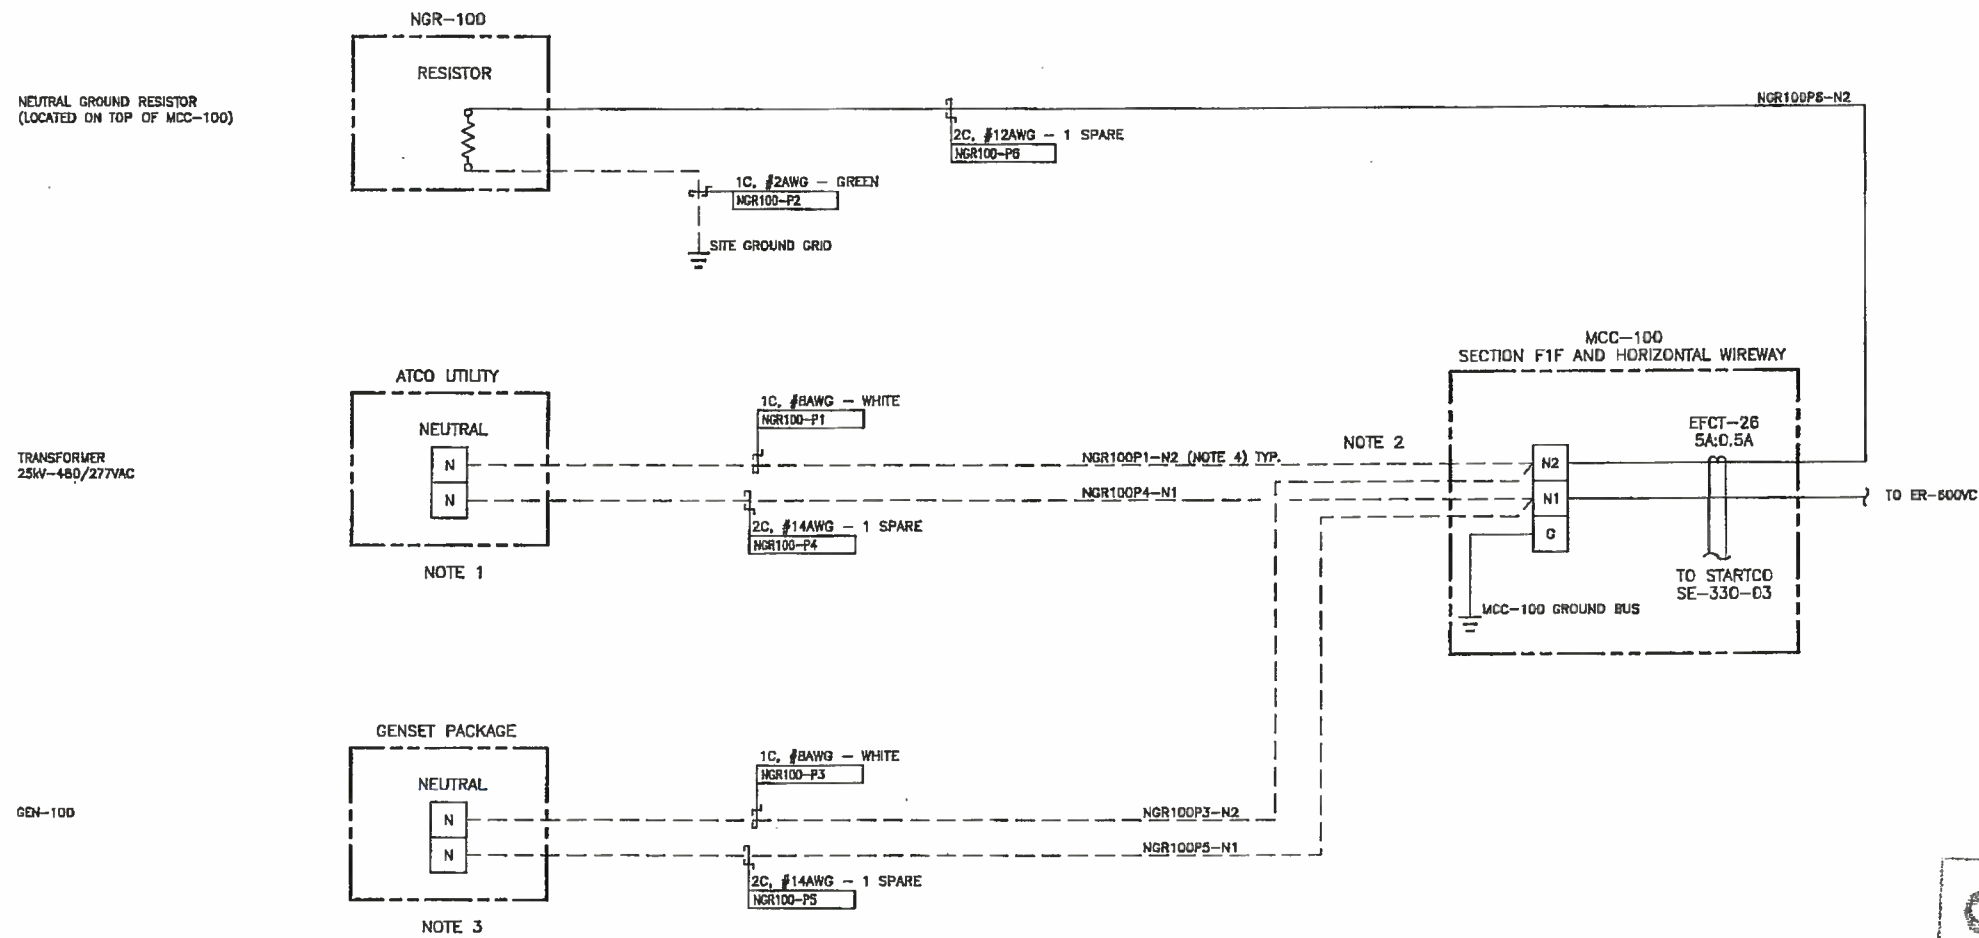 NGR-100
RESISTOR
NEUTRAL GROUND RESISTOR
(LOCATED ON TOP OF MCC-100)
NGR100P6-N2
2C, #12AWG - 1 SPARE
NGR100-P6
1C, #2AWG - GREEN
NGR100-P2
SITE GROUND GRID
MCC-100
SECTION F1F AND HORIZONTAL WIREWAY
ATCO UTILITY
NEUTRAL
N
N
TRANSFORMER
25kV-480/277VAC
NOTE 1
1C, #8AWG - WHITE
NGR100-P1
NGR100P1-N2 (NOTE 4) TYP.
NOTE 2
NGR100P4-N1
2C, #14AWG - 1 SPARE
NGR100-P4
EFCT-26
5A:0.5A
N2
N1
G
TO ER-600VC
TO STARTCO
SE-330-03
MCC-100 GROUND BUS
GENSET PACKAGE
NEUTRAL
N
N
GEN-100
NOTE 3
1C, #8AWG - WHITE
NGR100-P3
NGR100P3-N2
NGR100P5-N1
2C, #14AWG - 1 SPARE
NGR100-P5